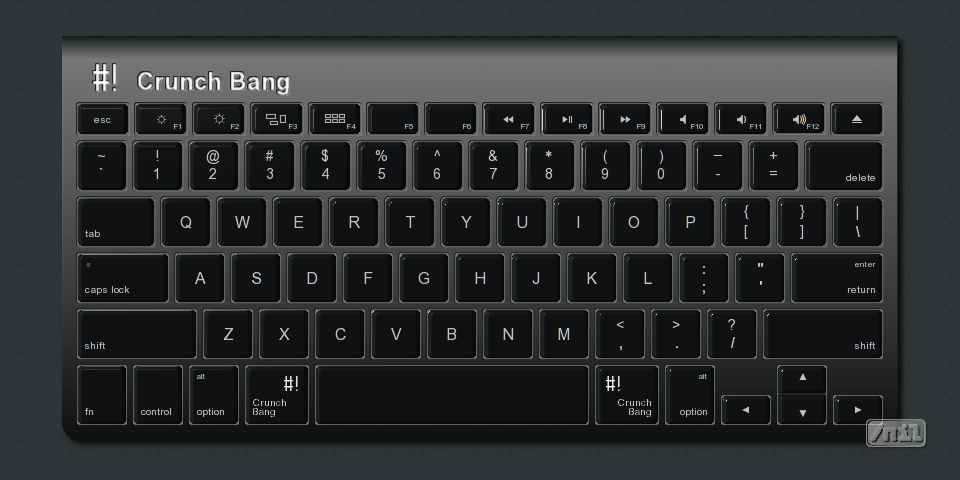 #! Crunch Bang
esc F1 F2 F3 F4 F5 F6 F7 F8 F9 F10 F11 F12
~ ! @ # $ % ^ & * ( ) _ +
` 1 2 3 4 5 6 7 8 9 0 - = delete
tab Q W E R T Y U I O P { [ } ] | \
caps lock A S D F G H J K L : ; " ' enter return
shift Z X C V B N M < , > . ? / shift
alt #! #! alt
fn control option Crunch Bang Crunch Bang option
/nil